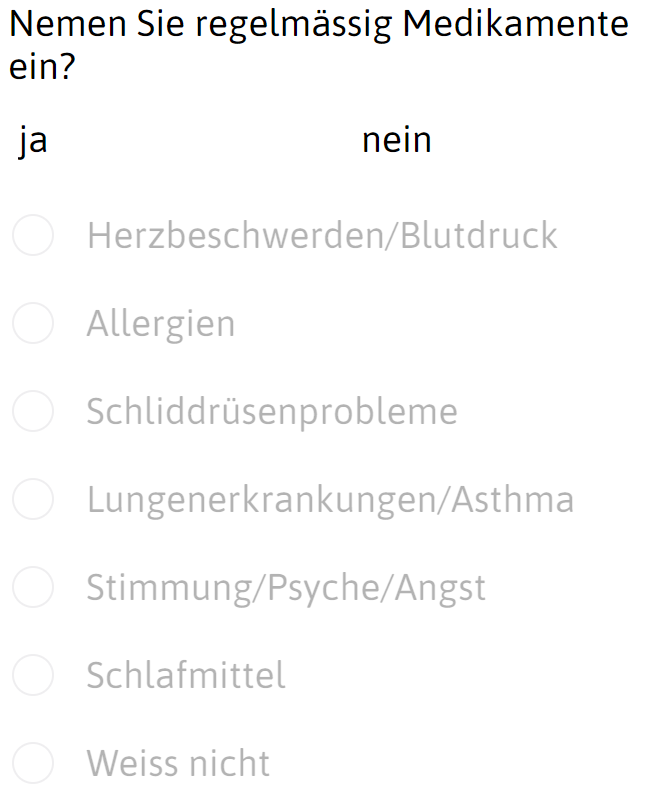 Nemen Sie regelmässig Medikamente
ein?
ja nein
Herzbeschwerden/Blutdruck
Allergien
Schliddrüsenprobleme
Lungenerkrankungen/Asthma
Stimmung/Psyche/Angst
Schlafmittel
Weiss nicht